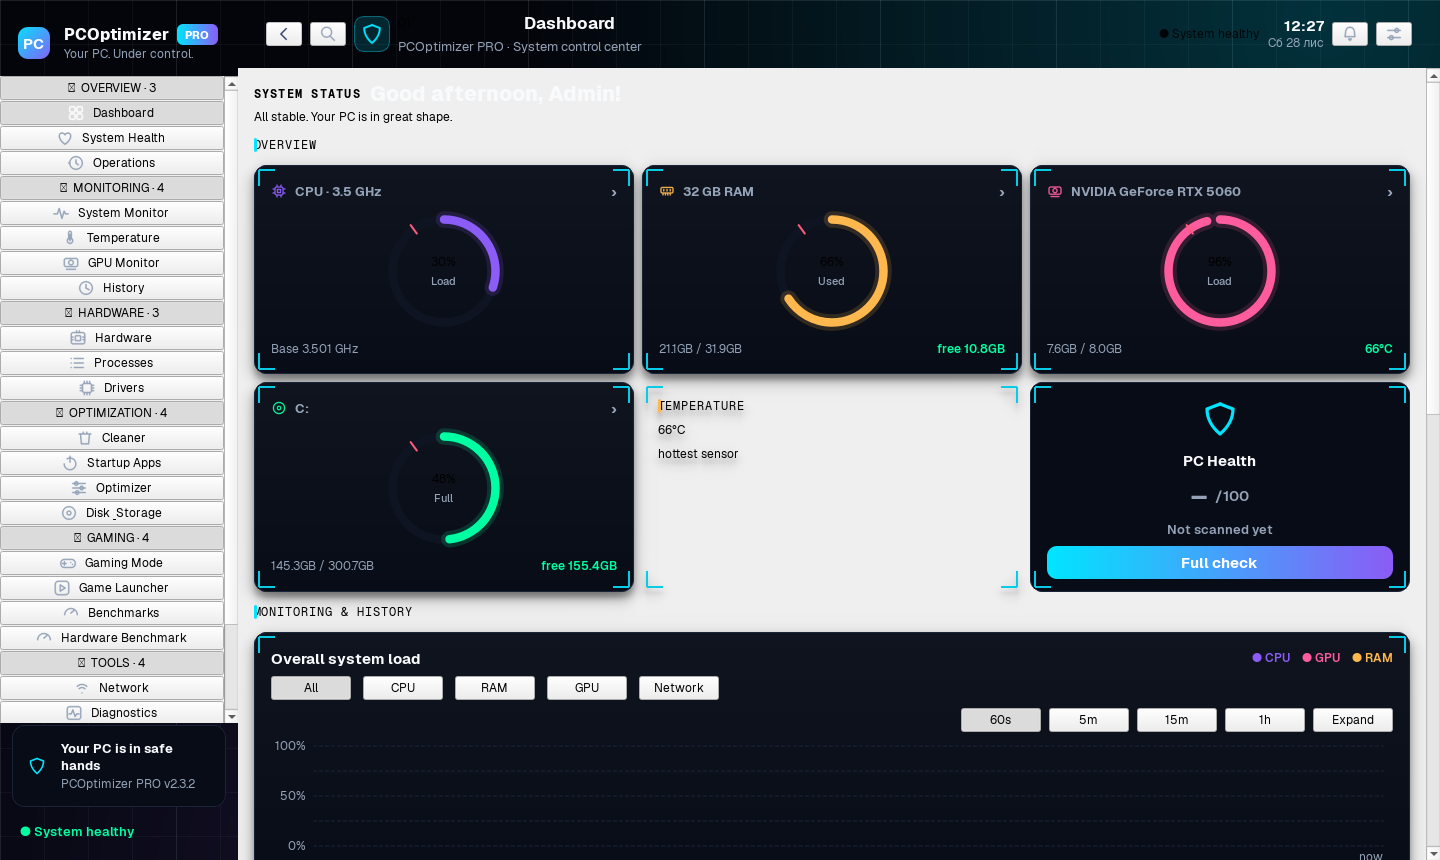 PC
PCOptimizer PRO
Your PC. Under control.
OVERVIEW · 3
Dashboard
System Health
Operations
MONITORING · 4
System Monitor
Temperature
GPU Monitor
History
HARDWARE · 3
Hardware
Processes
Drivers
OPTIMIZATION · 4
Cleaner
Startup Apps
Optimizer
Disk _Storage
GAMING · 4
Gaming Mode
Game Launcher
Benchmarks
Hardware Benchmark
TOOLS · 4
Network
Diagnostics
Your PC is in safe
hands
PCOptimizer PRO v2.3.2
System healthy
Dashboard
PCOptimizer PRO · System control center
System healthy
12:27
Сб 28 лис
SYSTEM STATUS Good afternoon, Admin!
All stable. Your PC is in great shape.
OVERVIEW
CPU · 3.5 GHz ›
30%
Load
Base 3.501 GHz
32 GB RAM ›
66%
Used
21.1GB / 31.9GB free 10.8GB
NVIDIA GeForce RTX 5060 ›
96%
Load
7.6GB / 8.0GB 66°C
C: ›
48%
Full
145.3GB / 300.7GB free 155.4GB
TEMPERATURE
66°C
hottest sensor
PC Health
— /100
Not scanned yet
Full check
MONITORING & HISTORY
Overall system load
CPU GPU RAM
All CPU RAM GPU Network
60s 5m 15m 1h Expand
100%
50%
0%
now